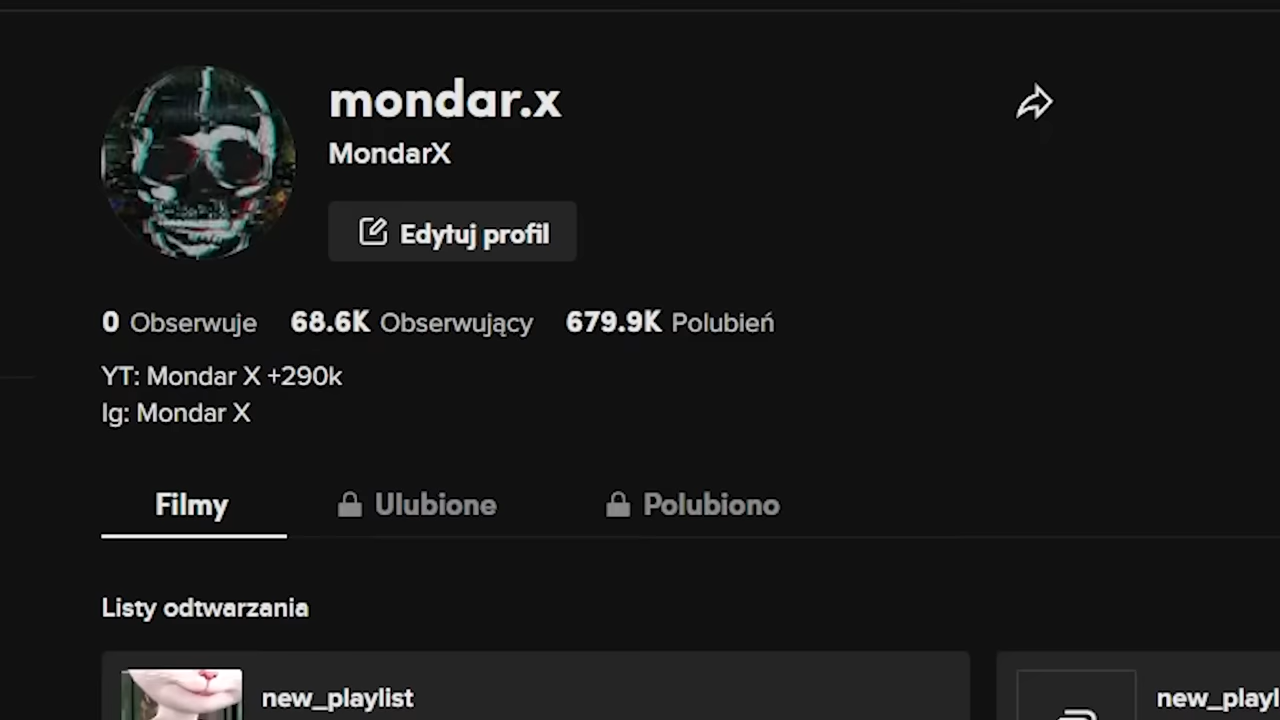 mondar.x
MondarX
Edytuj profil
0 Obserwuje 68.6K Obserwujący 679.9K Polubień
YT: Mondar X +290k
Ig: Mondar X
Filmy Ulubione Polubiono
Listy odtwarzania
new_playlist new_playl